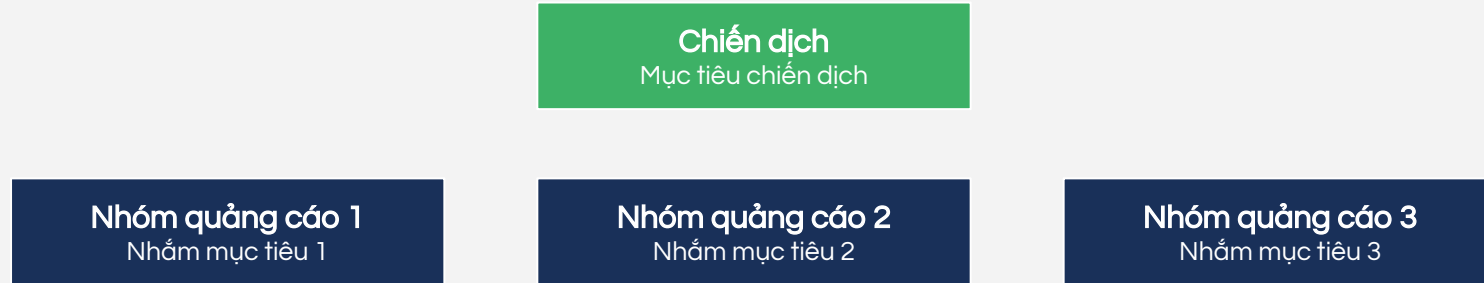 Chiến dịch
Mục tiêu chiến dịch
Nhóm quảng cáo 1
Nhắm mục tiêu 1
Nhóm quảng cáo 2
Nhắm mục tiêu 2
Nhóm quảng cáo 3
Nhắm mục tiêu 3